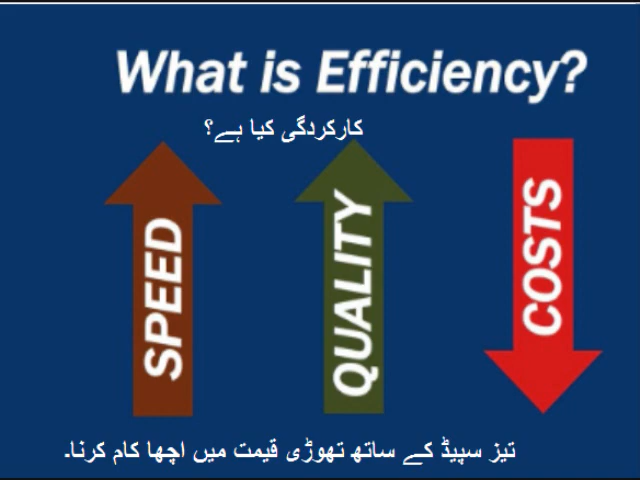 What is Efficiency?
کارکردگی کیا ہے؟
SPEED
QUALITY
COSTS
تیز سپیڈ کے ساتھ تھوڑی قیمت میں اچھا کام کرنا۔